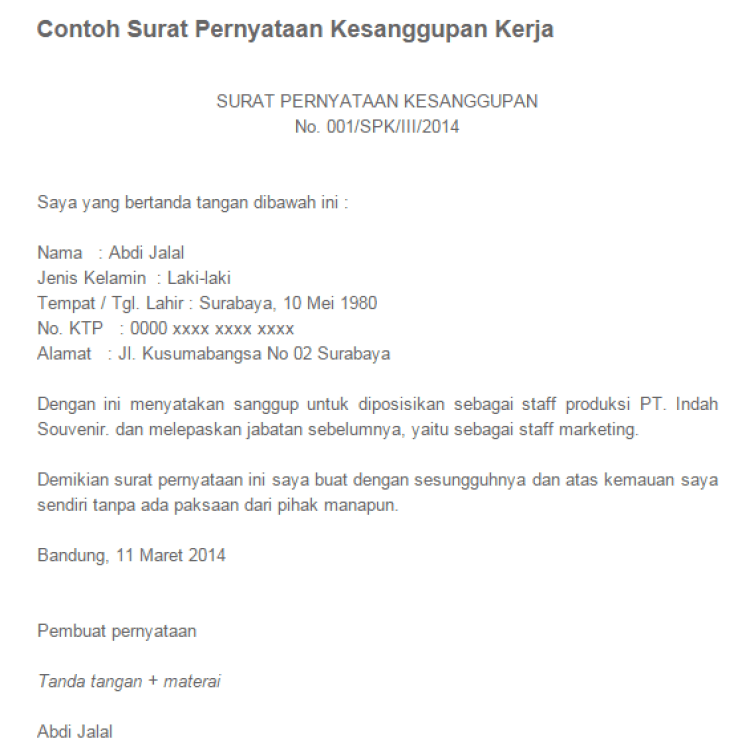 Contoh Surat Pernyataan Kesanggupan Kerja
SURAT PERNYATAAN KESANGGUPAN
No. 001/SPK/III/2014
Saya yang bertanda tangan dibawah ini :
Nama : Abdi Jalal
Jenis Kelamin : Laki-laki
Tempat / Tgl. Lahir : Surabaya, 10 Mei 1980
No. KTP : 0000 xxxx xxxx xxxx
Alamat : Jl. Kusumabangsa No 02 Surabaya
Dengan ini menyatakan sanggup untuk diposisikan sebagai staff produksi PT. Indah
Souvenir. dan melepaskan jabatan sebelumnya, yaitu sebagai staff marketing.
Demikian surat pernyataan ini saya buat dengan sesungguhnya dan atas kemauan saya
sendiri tanpa ada paksaan dari pihak manapun.
Bandung, 11 Maret 2014
Pembuat pernyataan
Tanda tangan + materai
Abdi Jalal